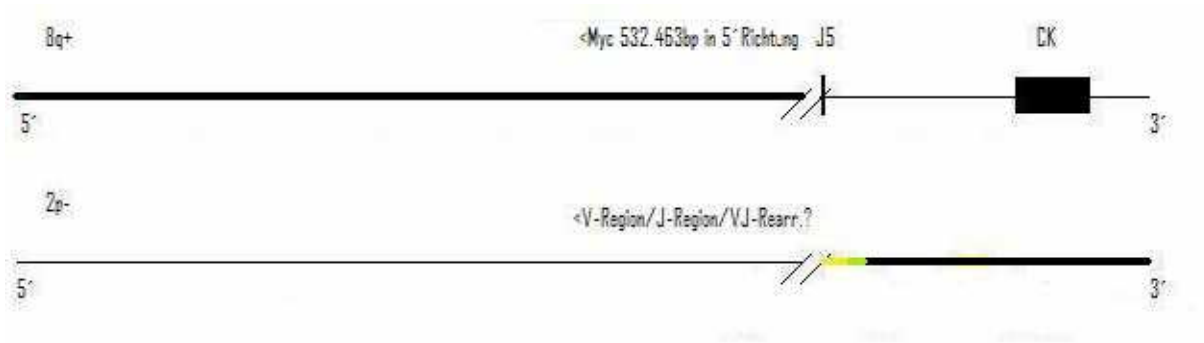 8q+ <Myc 532.463bp in 5´Richtung J5 CK
5´ 3´
2p-
<V-Region/J-Region/VJ-Rearr.?
5´ 3´